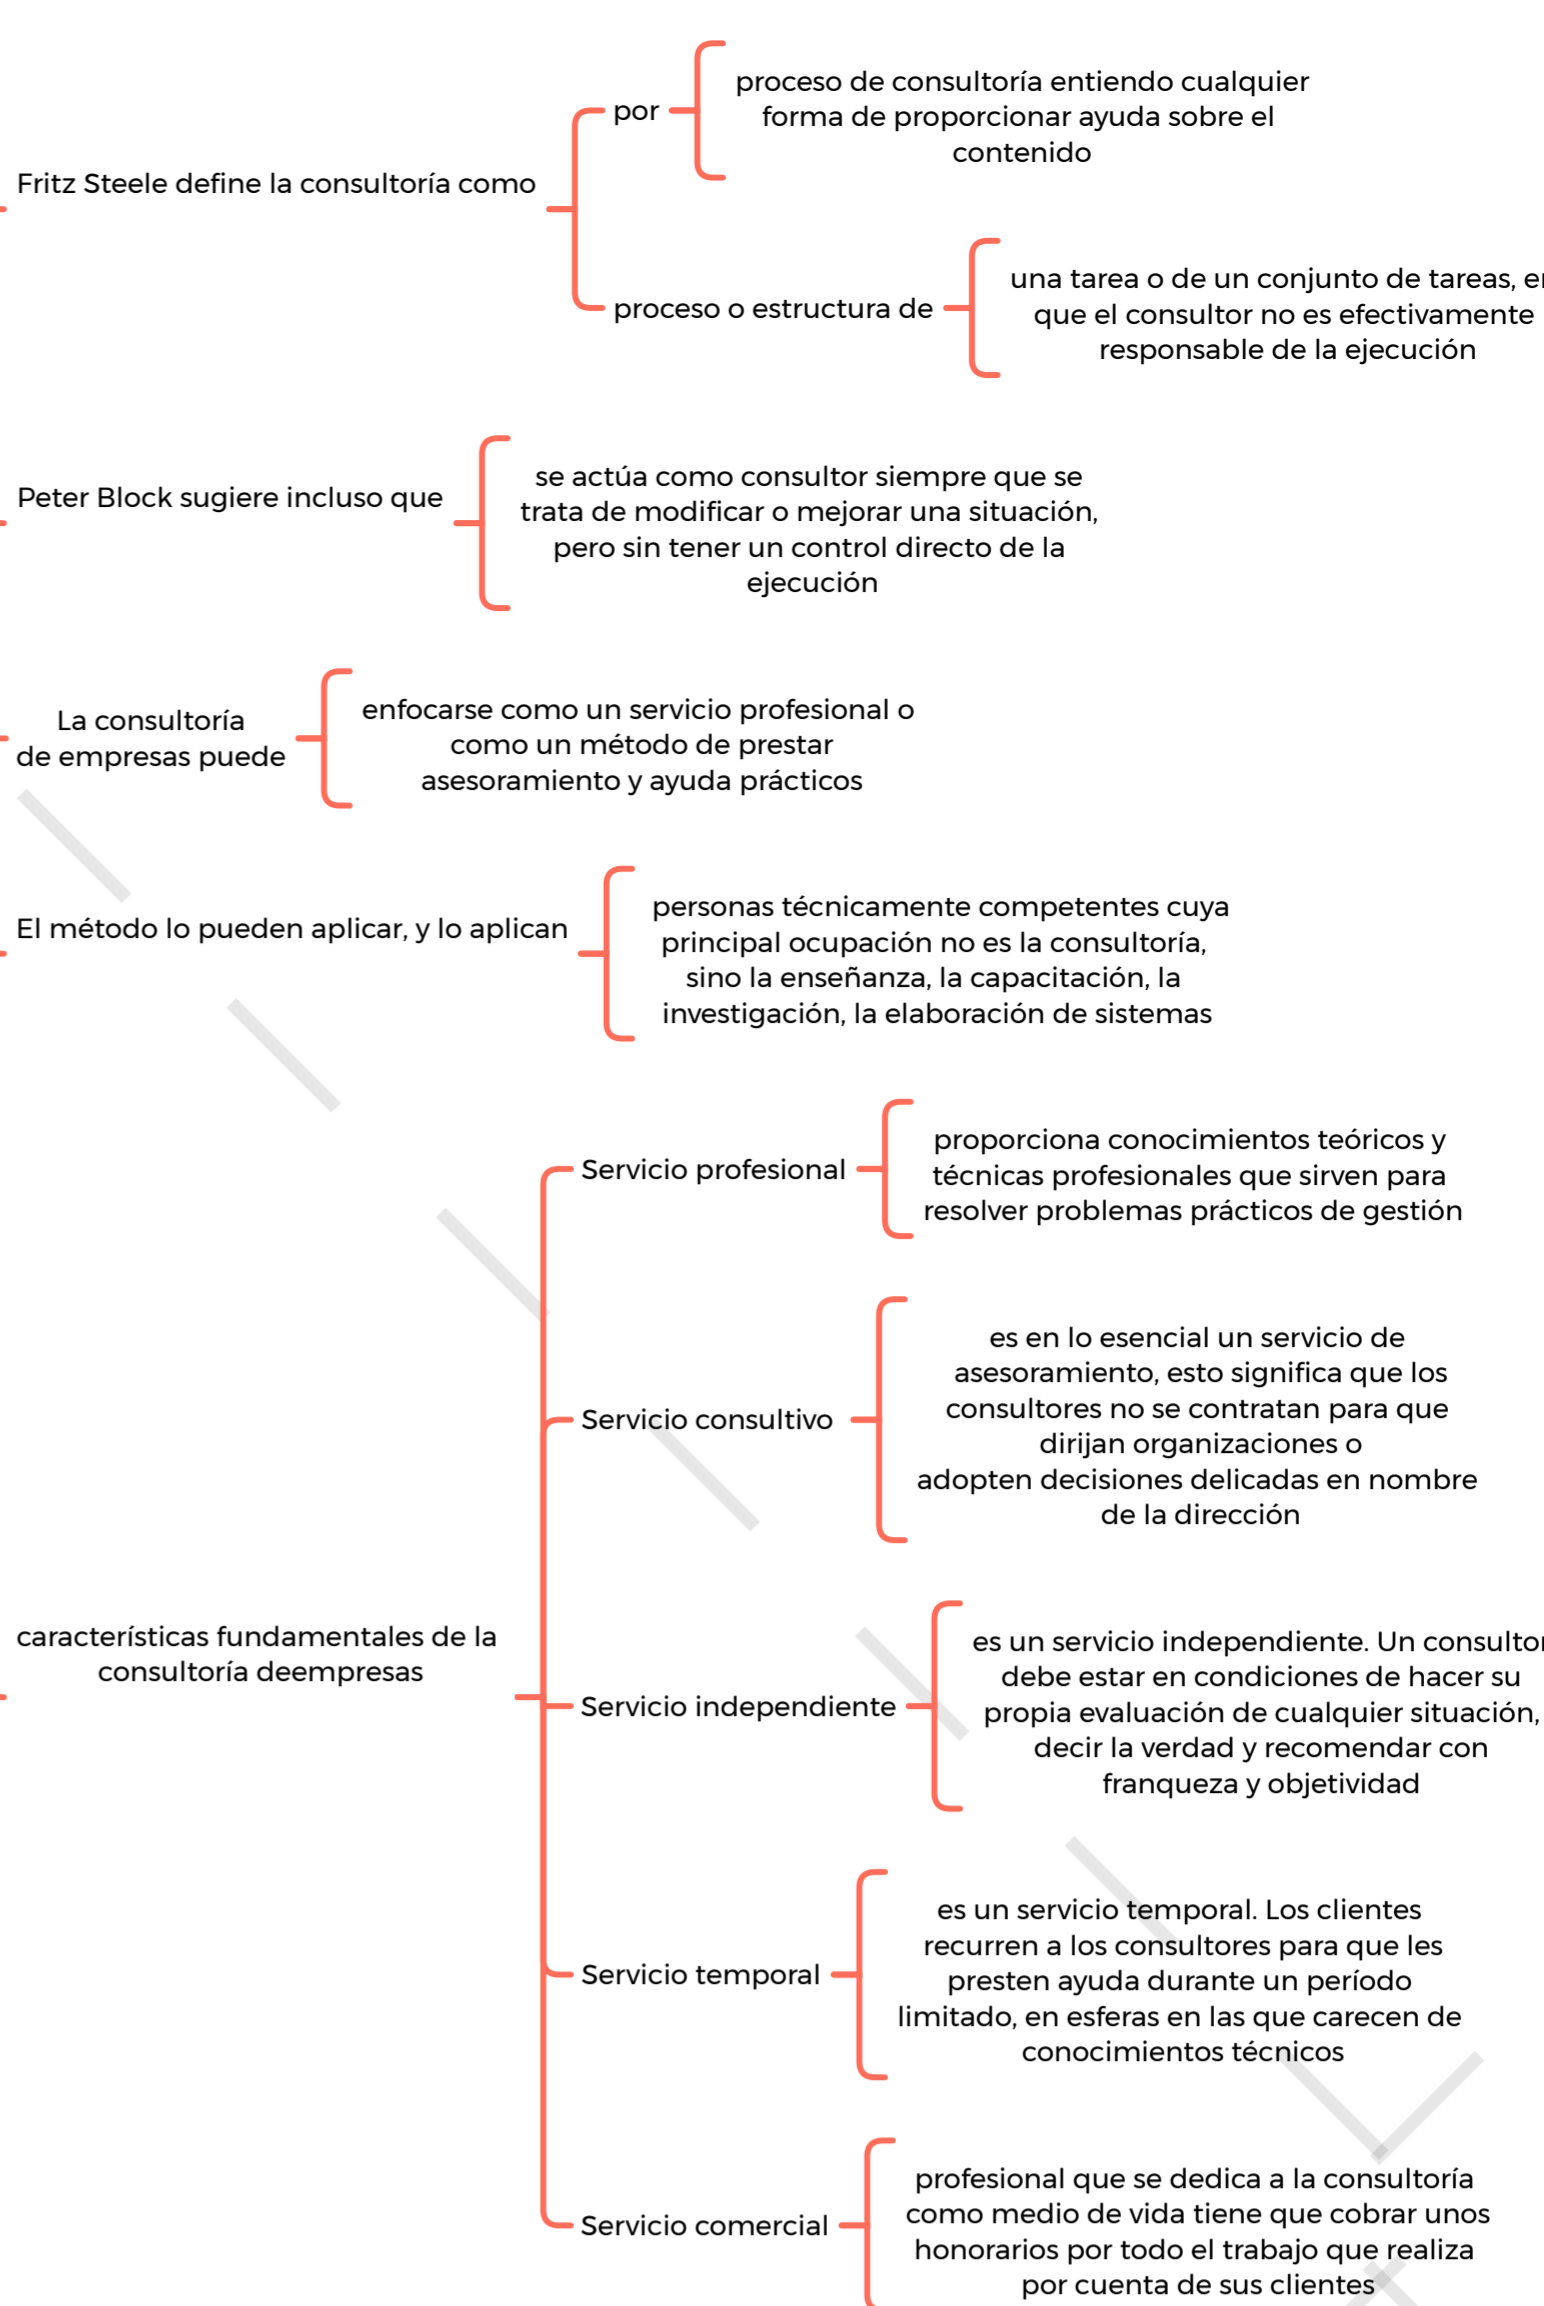 por
proceso de consultoría entiendo cualquier
forma de proporcionar ayuda sobre el
contenido
Fritz Steele define la consultoría como
proceso o estructura de
una tarea o de un conjunto de tareas, en
que el consultor no es efectivamente
responsable de la ejecución
Peter Block sugiere incluso que
se actúa como consultor siempre que se
trata de modificar o mejorar una situación,
pero sin tener un control directo de la
ejecución
La consultoría
de empresas puede
enfocarse como un servicio profesional o
como un método de prestar
asesoramiento y ayuda prácticos
El método lo pueden aplicar, y lo aplican
personas técnicamente competentes cuya
principal ocupación no es la consultoría,
sino la enseñanza, la capacitación, la
investigación, la elaboración de sistemas
características fundamentales de la
consultoría deempresas
Servicio profesional
proporciona conocimientos teóricos y
técnicas profesionales que sirven para
resolver problemas prácticos de gestión
Servicio consultivo
es en lo esencial un servicio de
asesoramiento, esto significa que los
consultores no se contratan para que
dirijan organizaciones o
adopten decisiones delicadas en nombre
de la dirección
Servicio independiente
es un servicio independiente. Un consultor
debe estar en condiciones de hacer su
propia evaluación de cualquier situación,
decir la verdad y recomendar con
franqueza y objetividad
Servicio temporal
es un servicio temporal. Los clientes
recurren a los consultores para que les
presten ayuda durante un período
limitado, en esferas en las que carecen de
conocimientos técnicos
Servicio comercial
profesional que se dedica a la consultoría
como medio de vida tiene que cobrar unos
honorarios por todo el trabajo que realiza
por cuenta de sus clientes